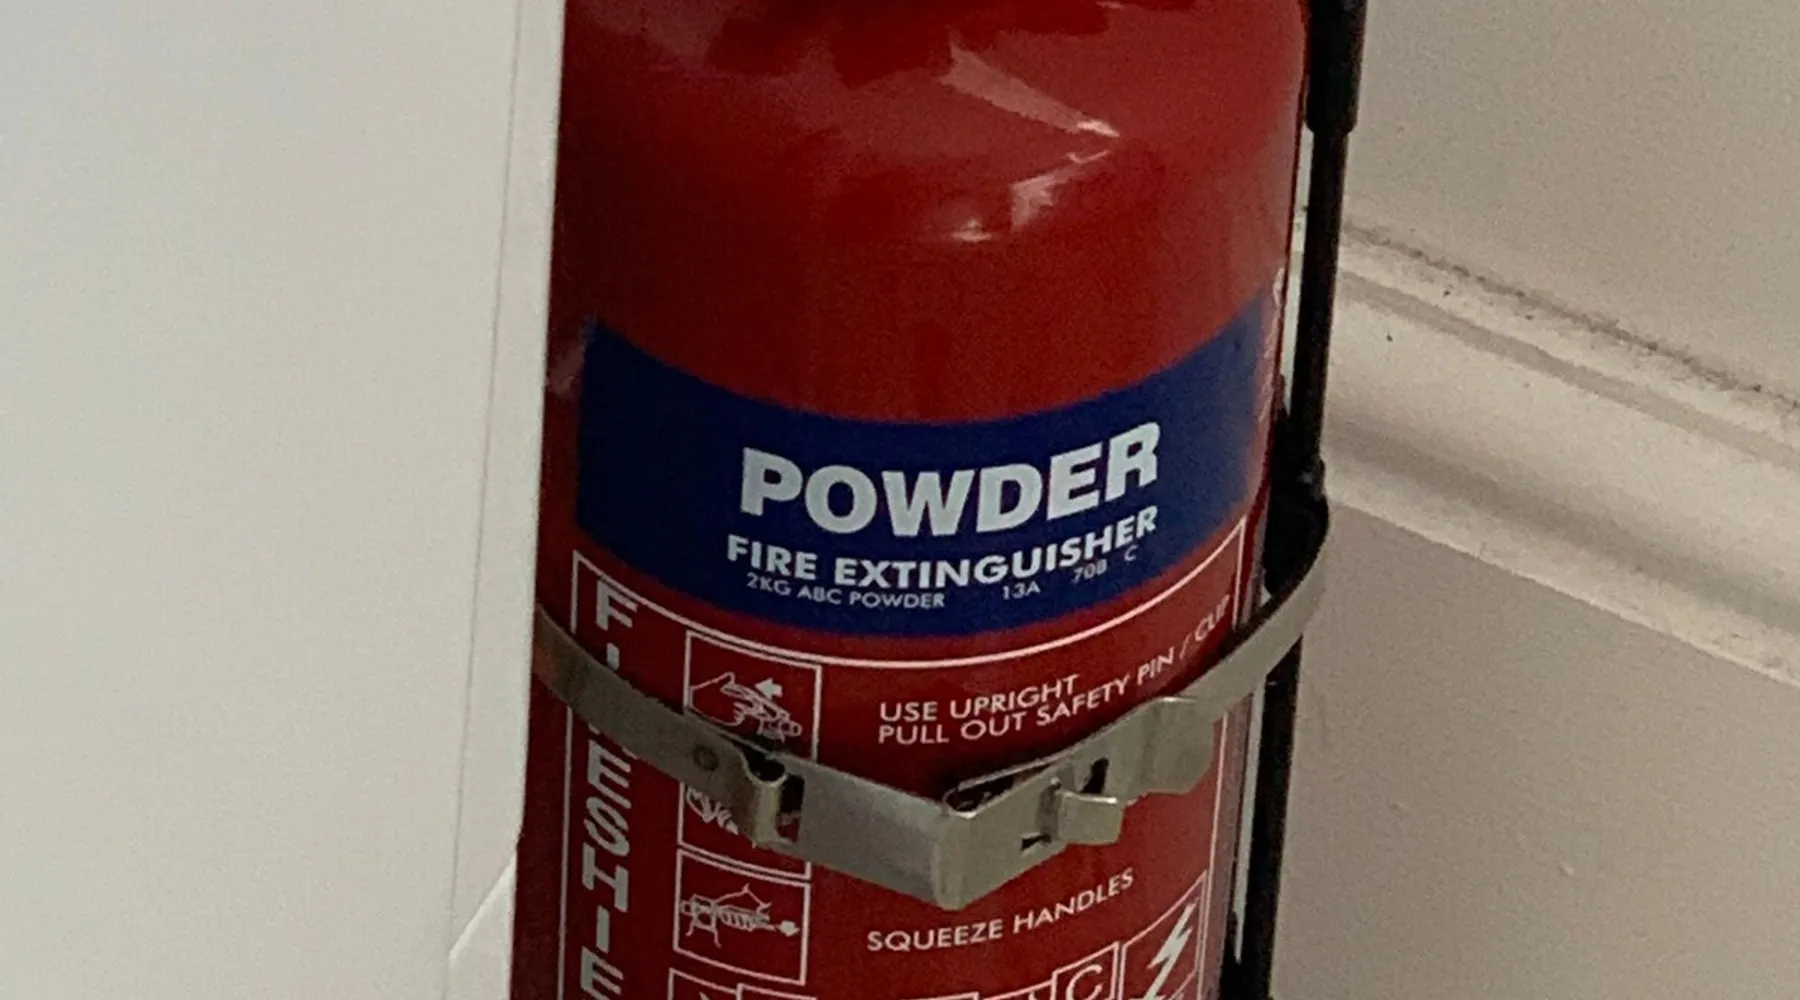 POWDER
FIRE EXTINGUISHER
2KG ABC POWDER 13A 70B C
USE UPRIGHT
PULL OUT SAFETY PIN / CLIP
SQUEEZE HANDLES
C